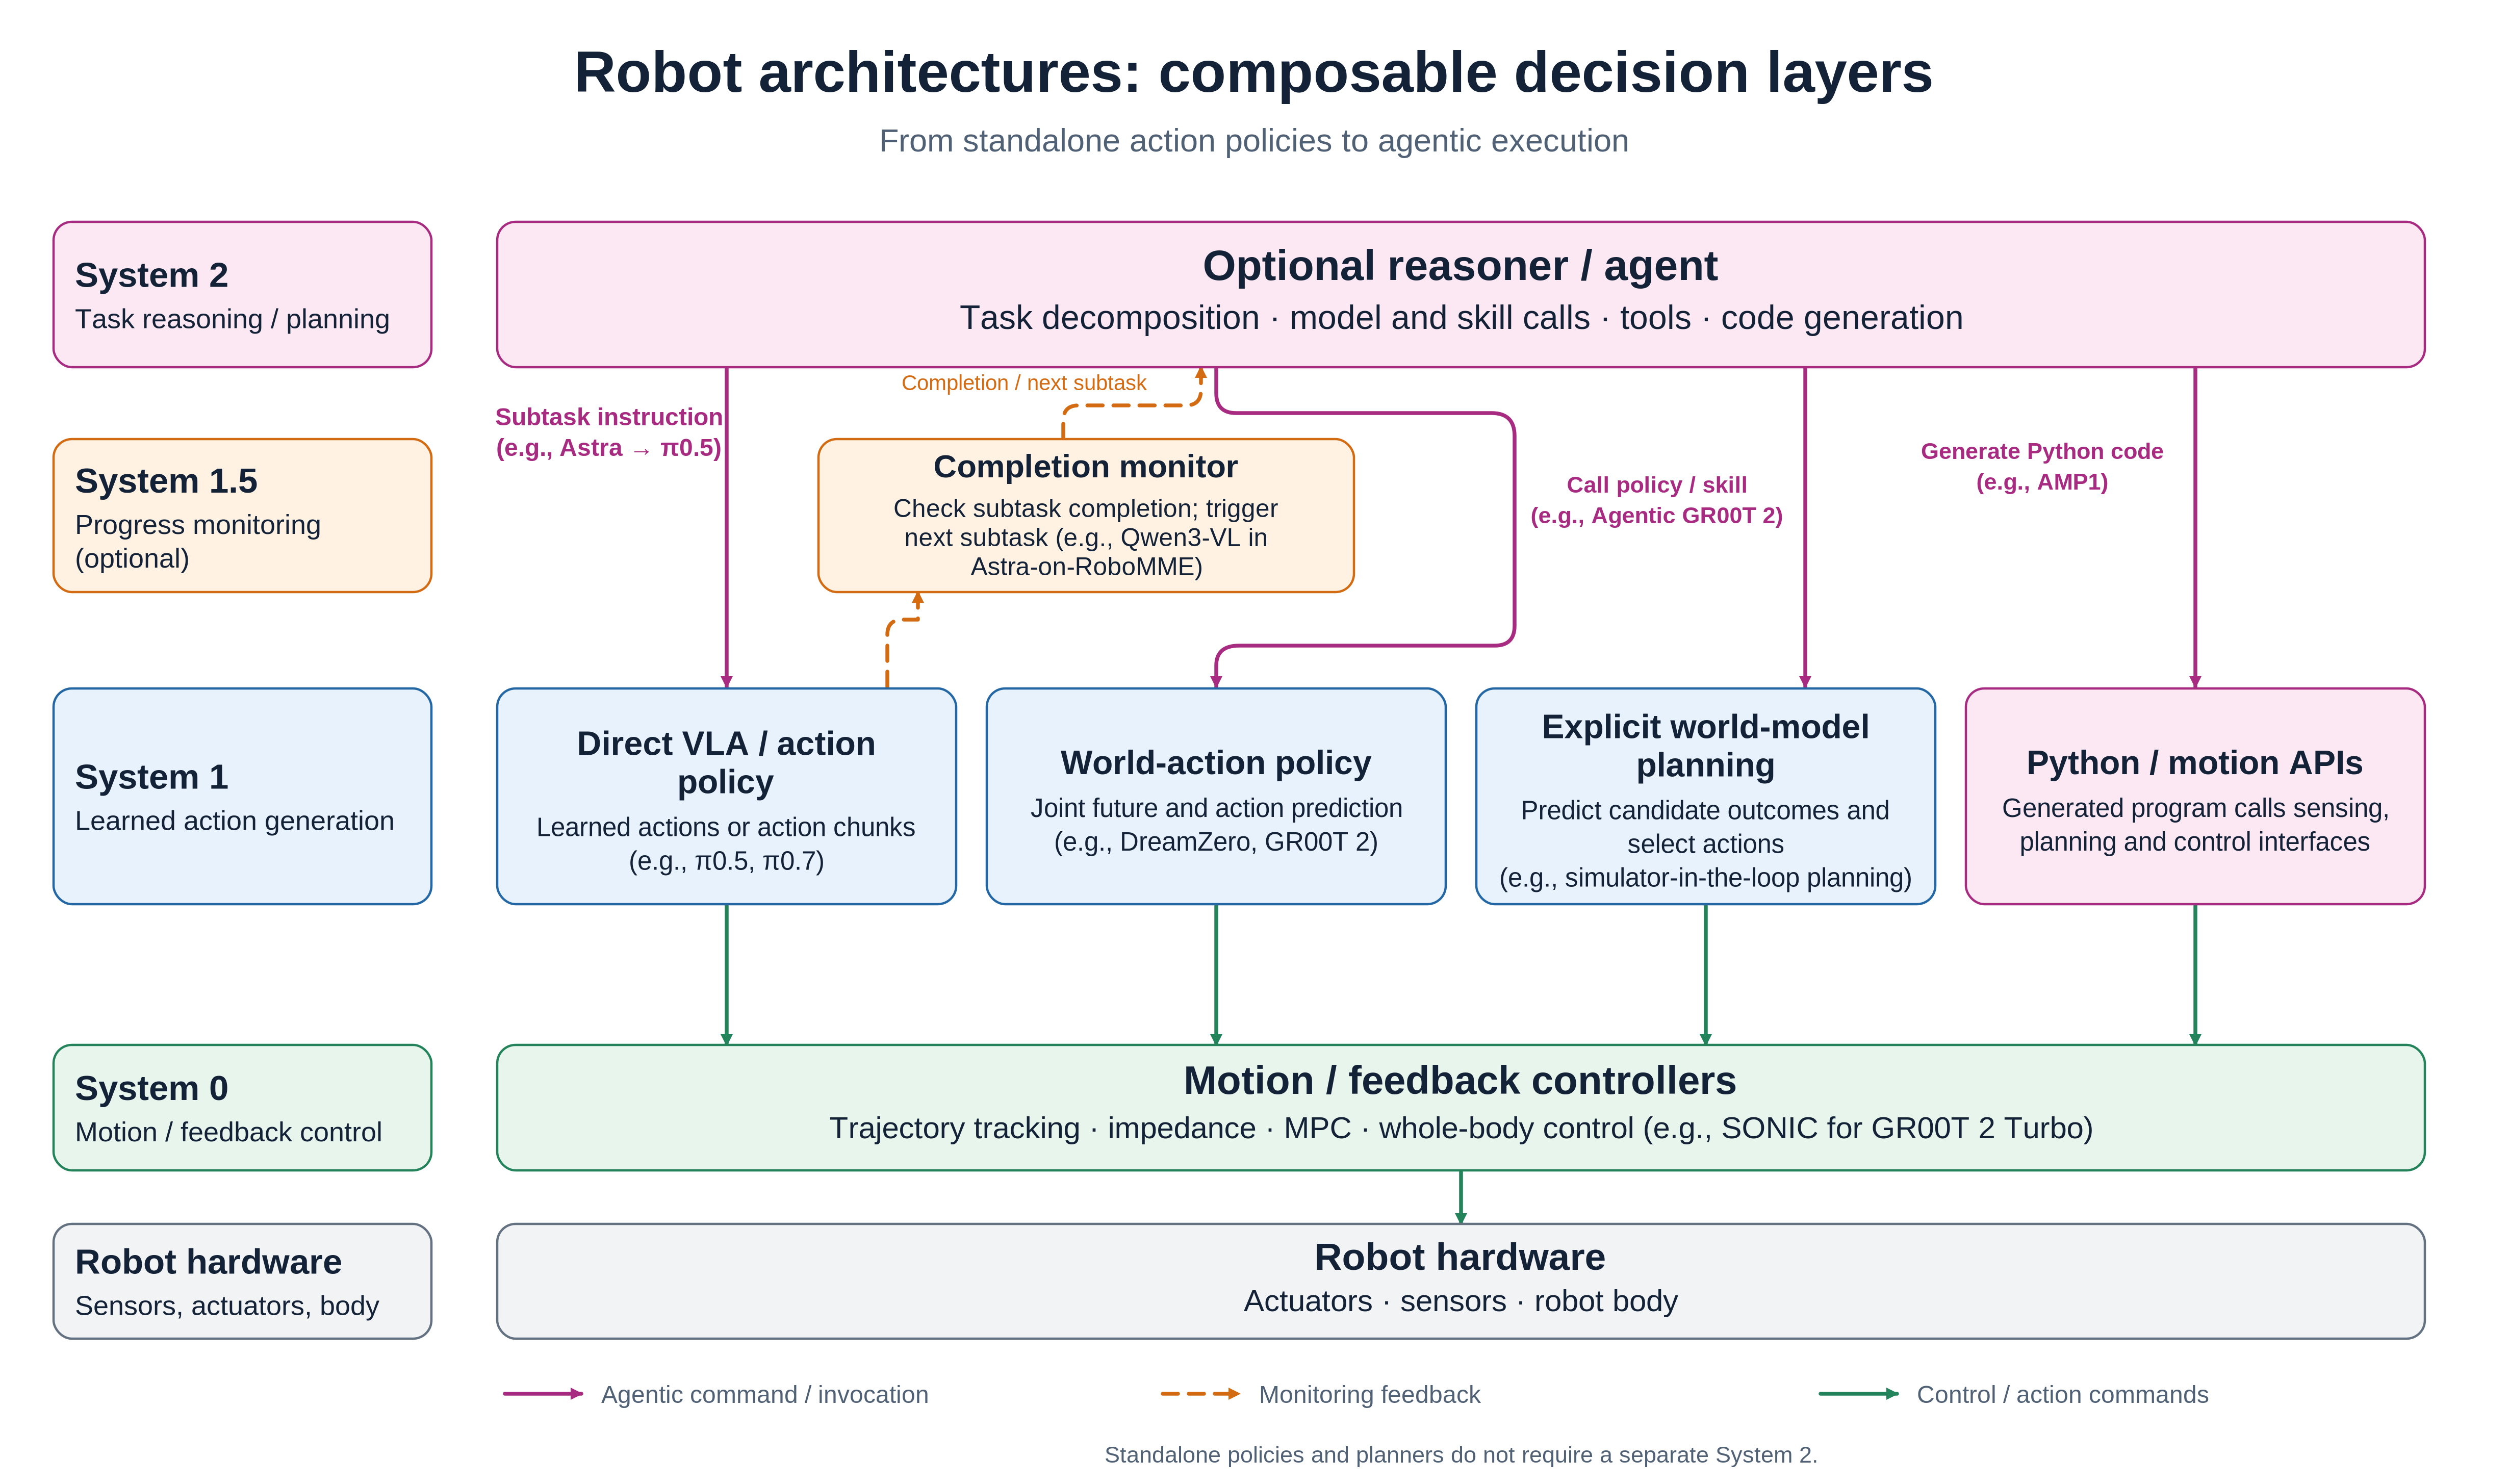 Robot architectures: composable decision layers
From standalone action policies to agentic execution
System 2
Task reasoning / planning
Optional reasoner / agent
Task decomposition · model and skill calls · tools · code generation
Completion / next subtask
Subtask instruction
(e.g., Astra → π0.5)
System 1.5
Progress monitoring
(optional)
Completion monitor
Check subtask completion; trigger
next subtask (e.g., Qwen3-VL in
Astra-on-RoboMME)
Call policy / skill
(e.g., Agentic GR00T 2)
Generate Python code
(e.g., AMP1)
System 1
Learned action generation
Direct VLA / action
policy
Learned actions or action chunks
(e.g., π0.5, π0.7)
World-action policy
Joint future and action prediction
(e.g., DreamZero, GR00T 2)
Explicit world-model
planning
Predict candidate outcomes and
select actions
(e.g., simulator-in-the-loop planning)
Python / motion APIs
Generated program calls sensing,
planning and control interfaces
System 0
Motion / feedback control
Motion / feedback controllers
Trajectory tracking · impedance · MPC · whole-body control (e.g., SONIC for GR00T 2 Turbo)
Robot hardware
Sensors, actuators, body
Robot hardware
Actuators · sensors · robot body
Agentic command / invocation
Monitoring feedback
Control / action commands
Standalone policies and planners do not require a separate System 2.